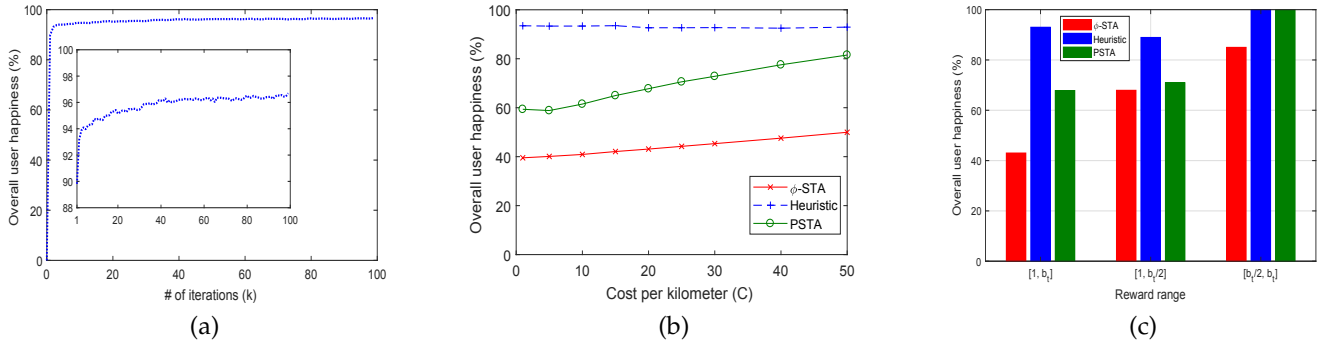 Overall user happiness (%)
100
80
60
40
20
0
100
98
96
94
92
90
88
1
20
40
60
80
100
0
20
40
60
80
100
# of iterations (k)
(a)
Overall user happiness (%)
100
80
60
40
20
0
ϕ-STA
Heuristic
PSTA
0
10
20
30
40
50
Cost per kilometer (C)
(b)
Overall user happiness (%)
100
80
60
40
20
0
ϕ-STA
Heuristic
PSTA
[1, b_t]
[1, b_t/2]
[b_t/2, b_t]
Reward range
(c)